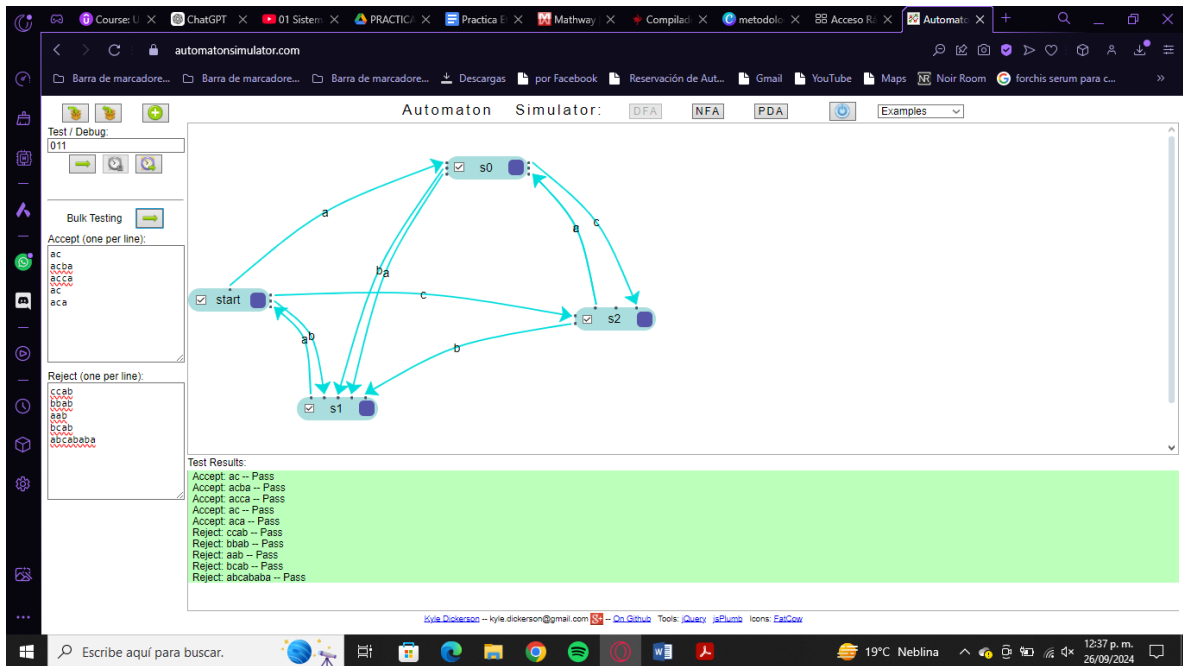 Course: U
ChatGPT
01 Sistem
PRACTICA
Practica E
Mathway
Compilad
metodolo
Acceso Ra
Automato
automatonsimulator.com
Barra de marcadore...
Barra de marcadore...
Barra de marcadore...
Descargas
por Facebook
Reservación de Aut...
Gmail
YouTube
Maps
NR Noir Room
forchis serum para c...
Automaton Simulator: DFA NFA PDA Examples
Test / Debug:
011
Bulk Testing
Accept (one per line):
ac
acba
acca
ac
aca
Reject (one per line):
ccab
bbab
aab
bcab
abcababa
s0
a
c
b
a
start
c
s2
a
b
b
s1
Test Results:
Accept: ac -- Pass
Accept: acba -- Pass
Accept: acca -- Pass
Accept: ac -- Pass
Accept: aca -- Pass
Reject: ccab -- Pass
Reject: bbab -- Pass
Reject: aab -- Pass
Reject: bcab -- Pass
Reject: abcababa -- Pass
Kyle Dickerson -- kyle.dickerson@gmail.com -- On Github Tools: jQuery jsPlumb Icons: FatCow
Escribe aquí para buscar.
19°C Neblina
12:37 p. m.
26/09/2024